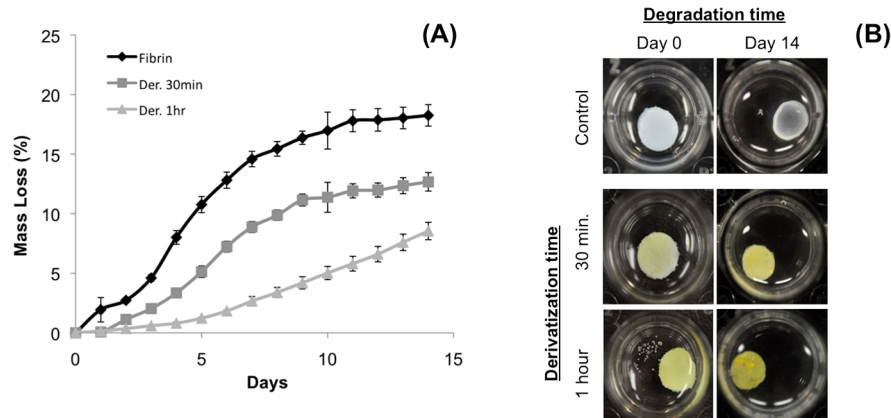 (A)
Mass Loss (%)
25
20
15
10
5
0
Fibrin
Der. 30min
Der. 1hr
0 5 10 15
Days
(B)
Degradation time
Day 0 Day 14
Derivatization time
Control
30 min.
1 hour